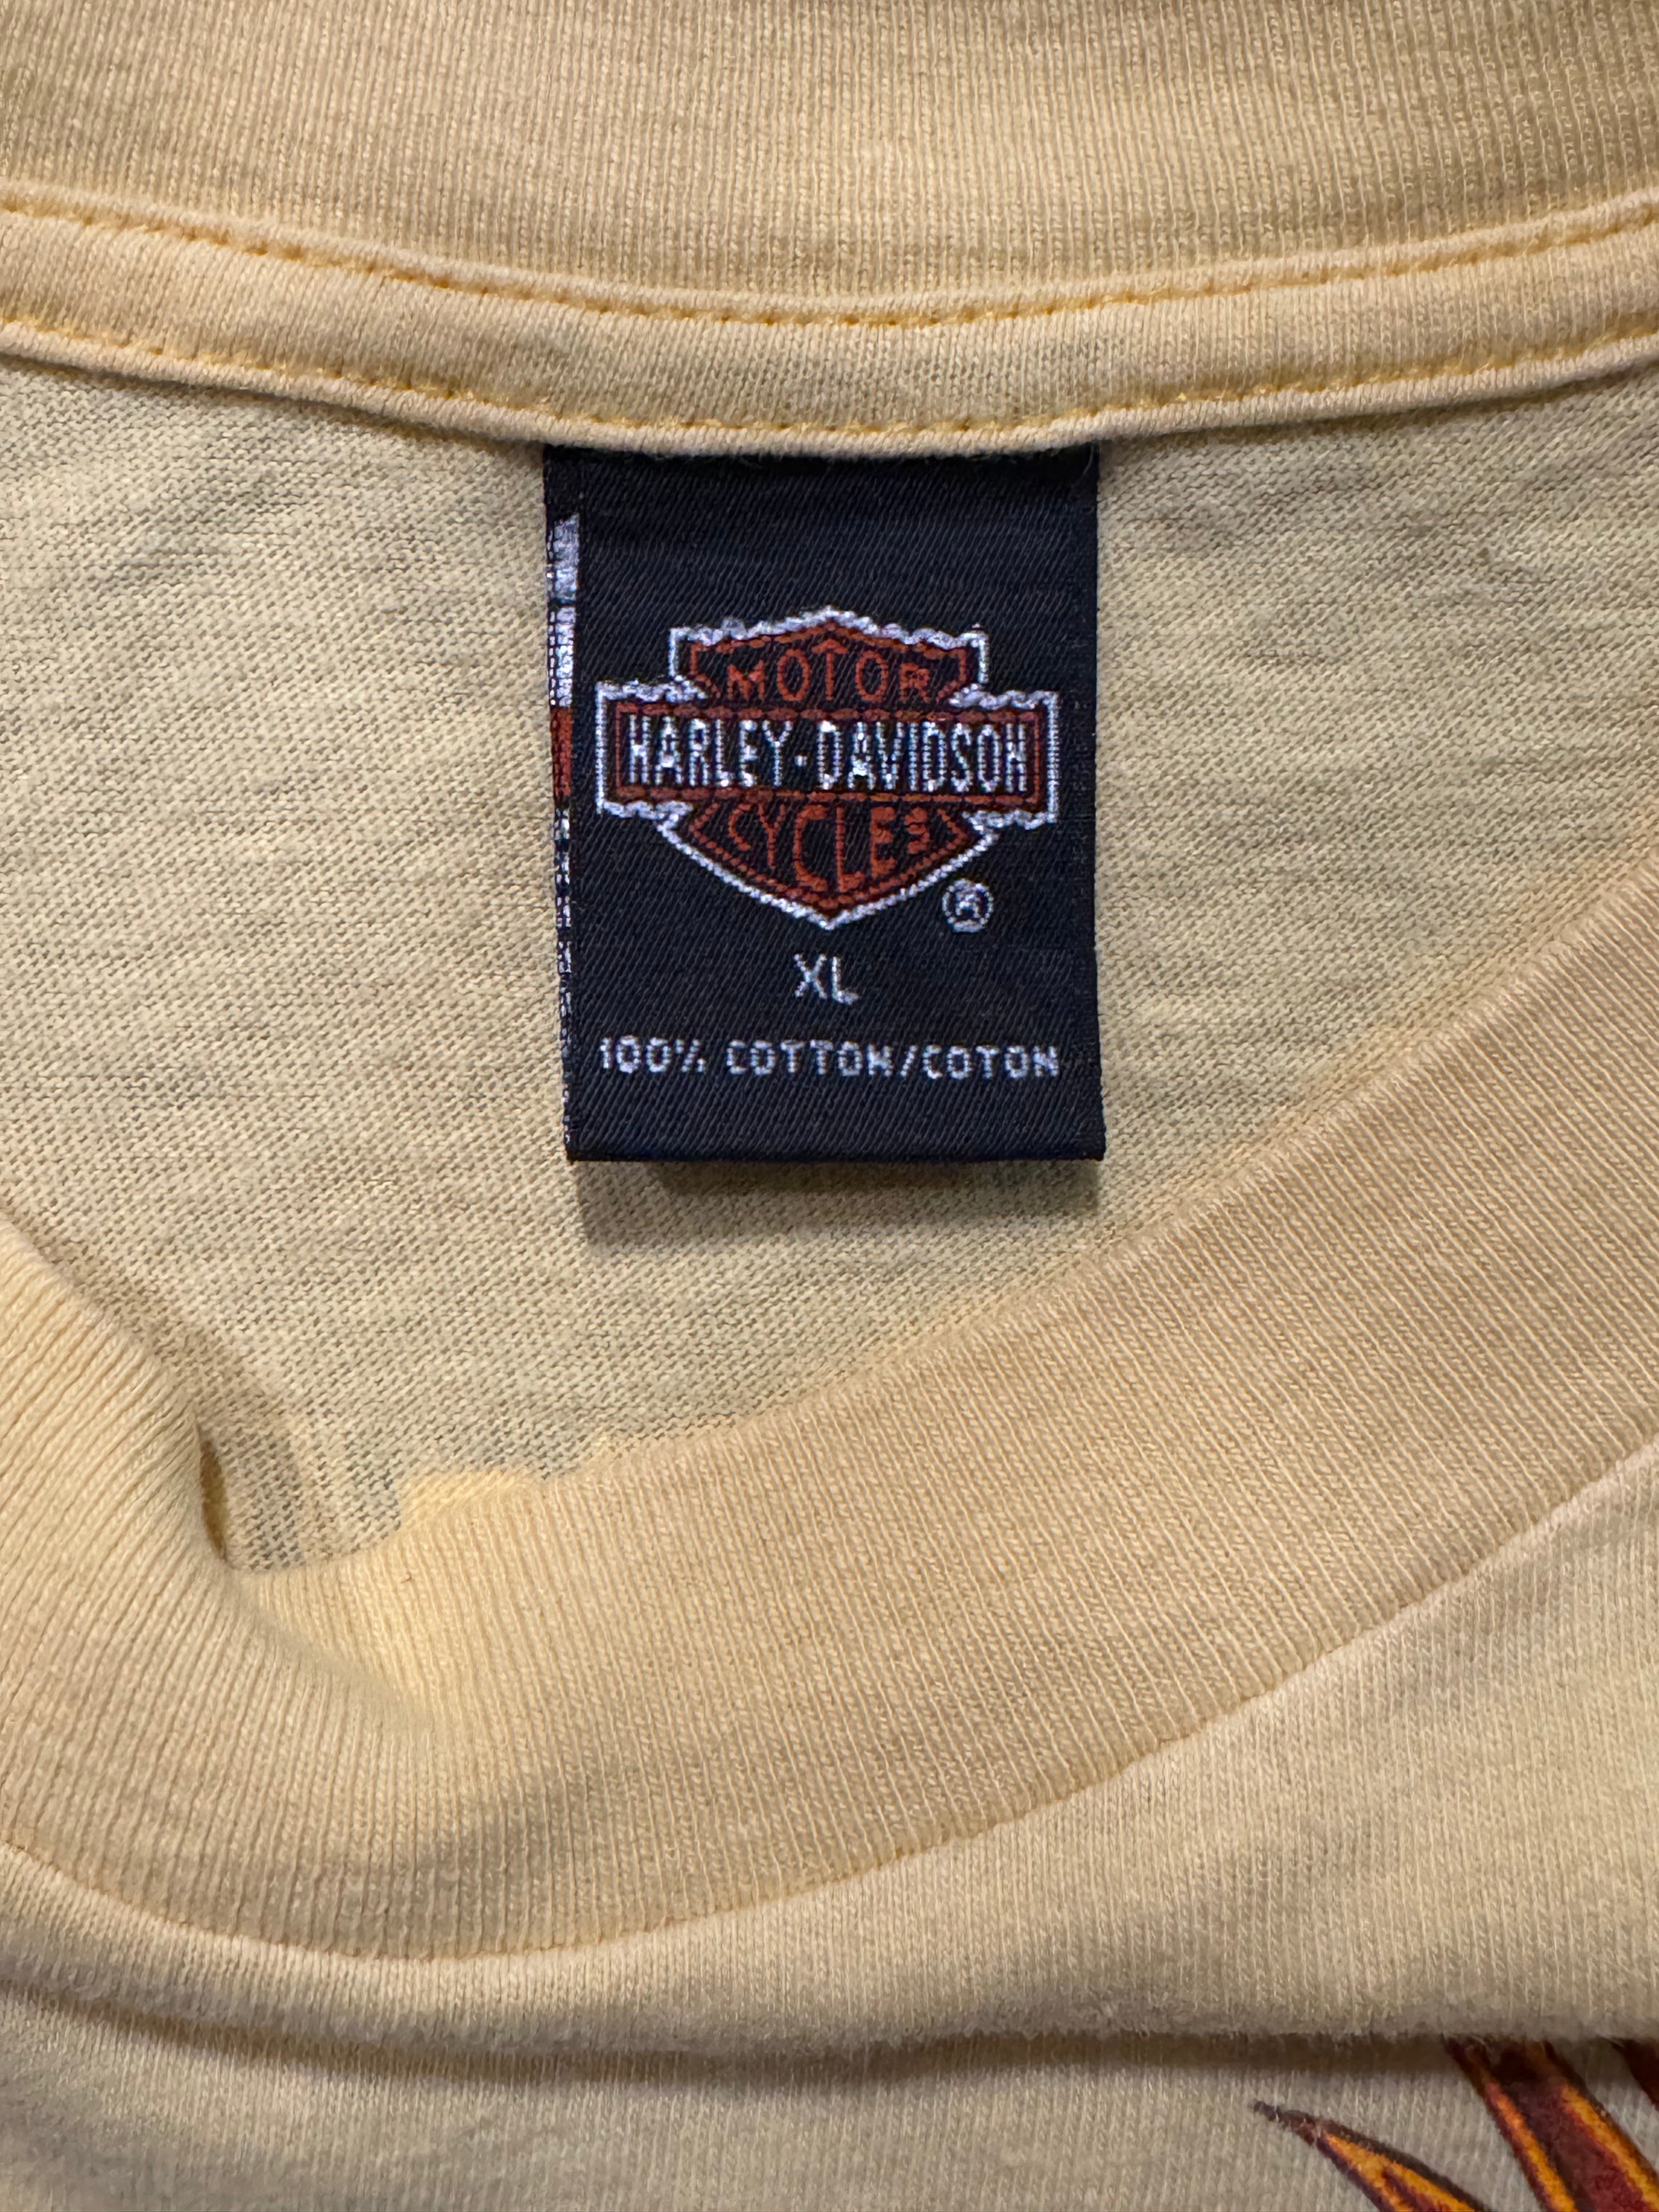 MOTOR
HARLEY-DAVIDSON
CYCLES
®
XL
100% COTTON/COTON